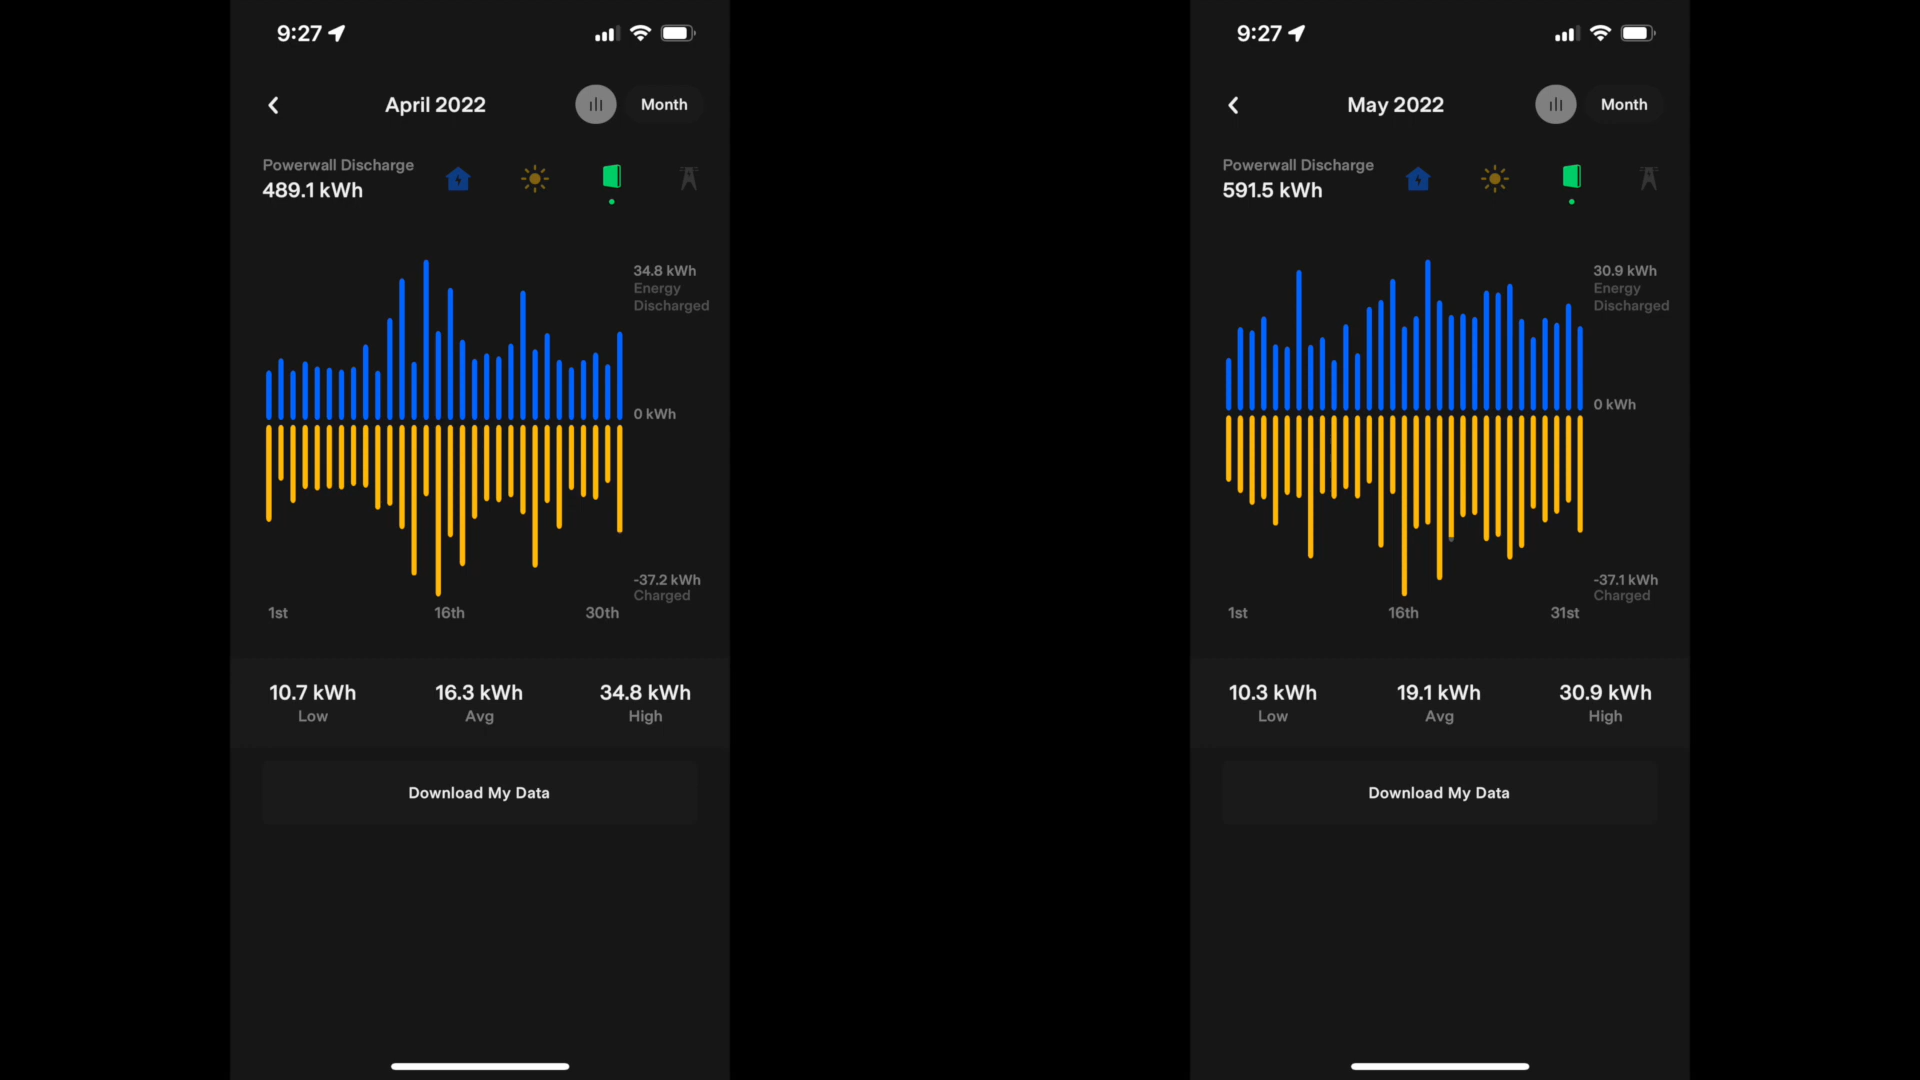 9:27
April 2022
Month
Powerwall Discharge
489.1 kWh
34.8 kWh
Energy
Discharged
0 kWh
-37.2 kWh
Charged
1st
16th
30th
10.7 kWh
Low
16.3 kWh
Avg
34.8 kWh
High
Download My Data
9:27
May 2022
Month
Powerwall Discharge
591.5 kWh
30.9 kWh
Energy
Discharged
0 kWh
-37.1 kWh
Charged
1st
16th
31st
10.3 kWh
Low
19.1 kWh
Avg
30.9 kWh
High
Download My Data